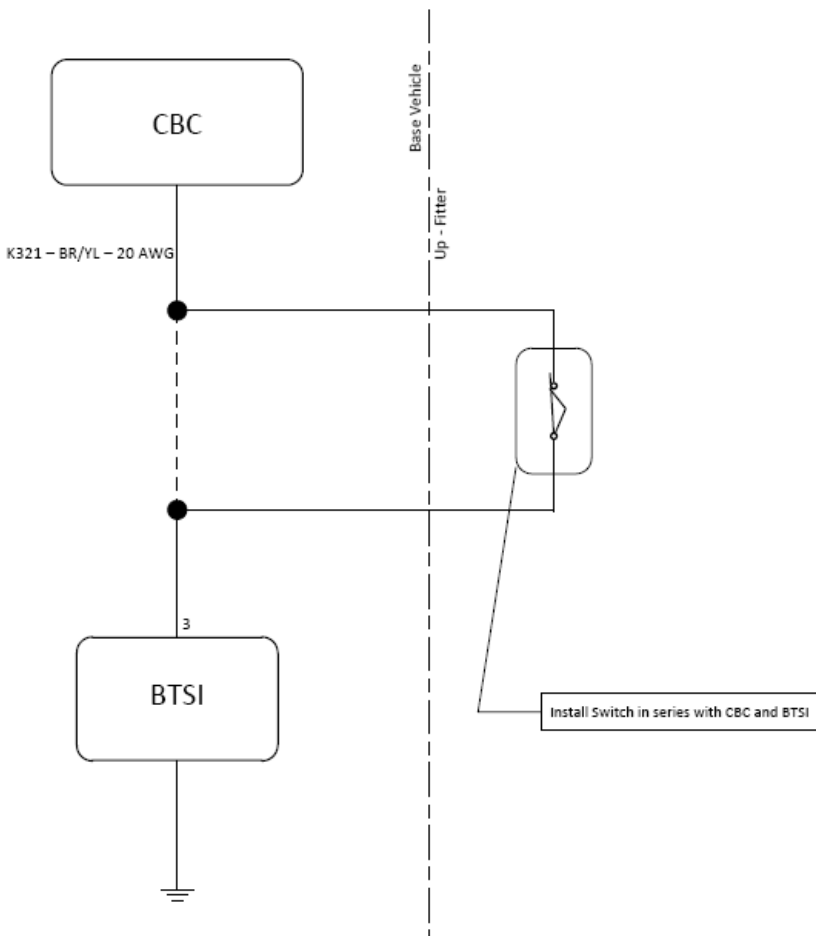 CBC
Base Vehicle
Up - Fitter
K321 – BR/YL – 20 AWG
3
BTSI
Install Switch in series with CBC and BTSI